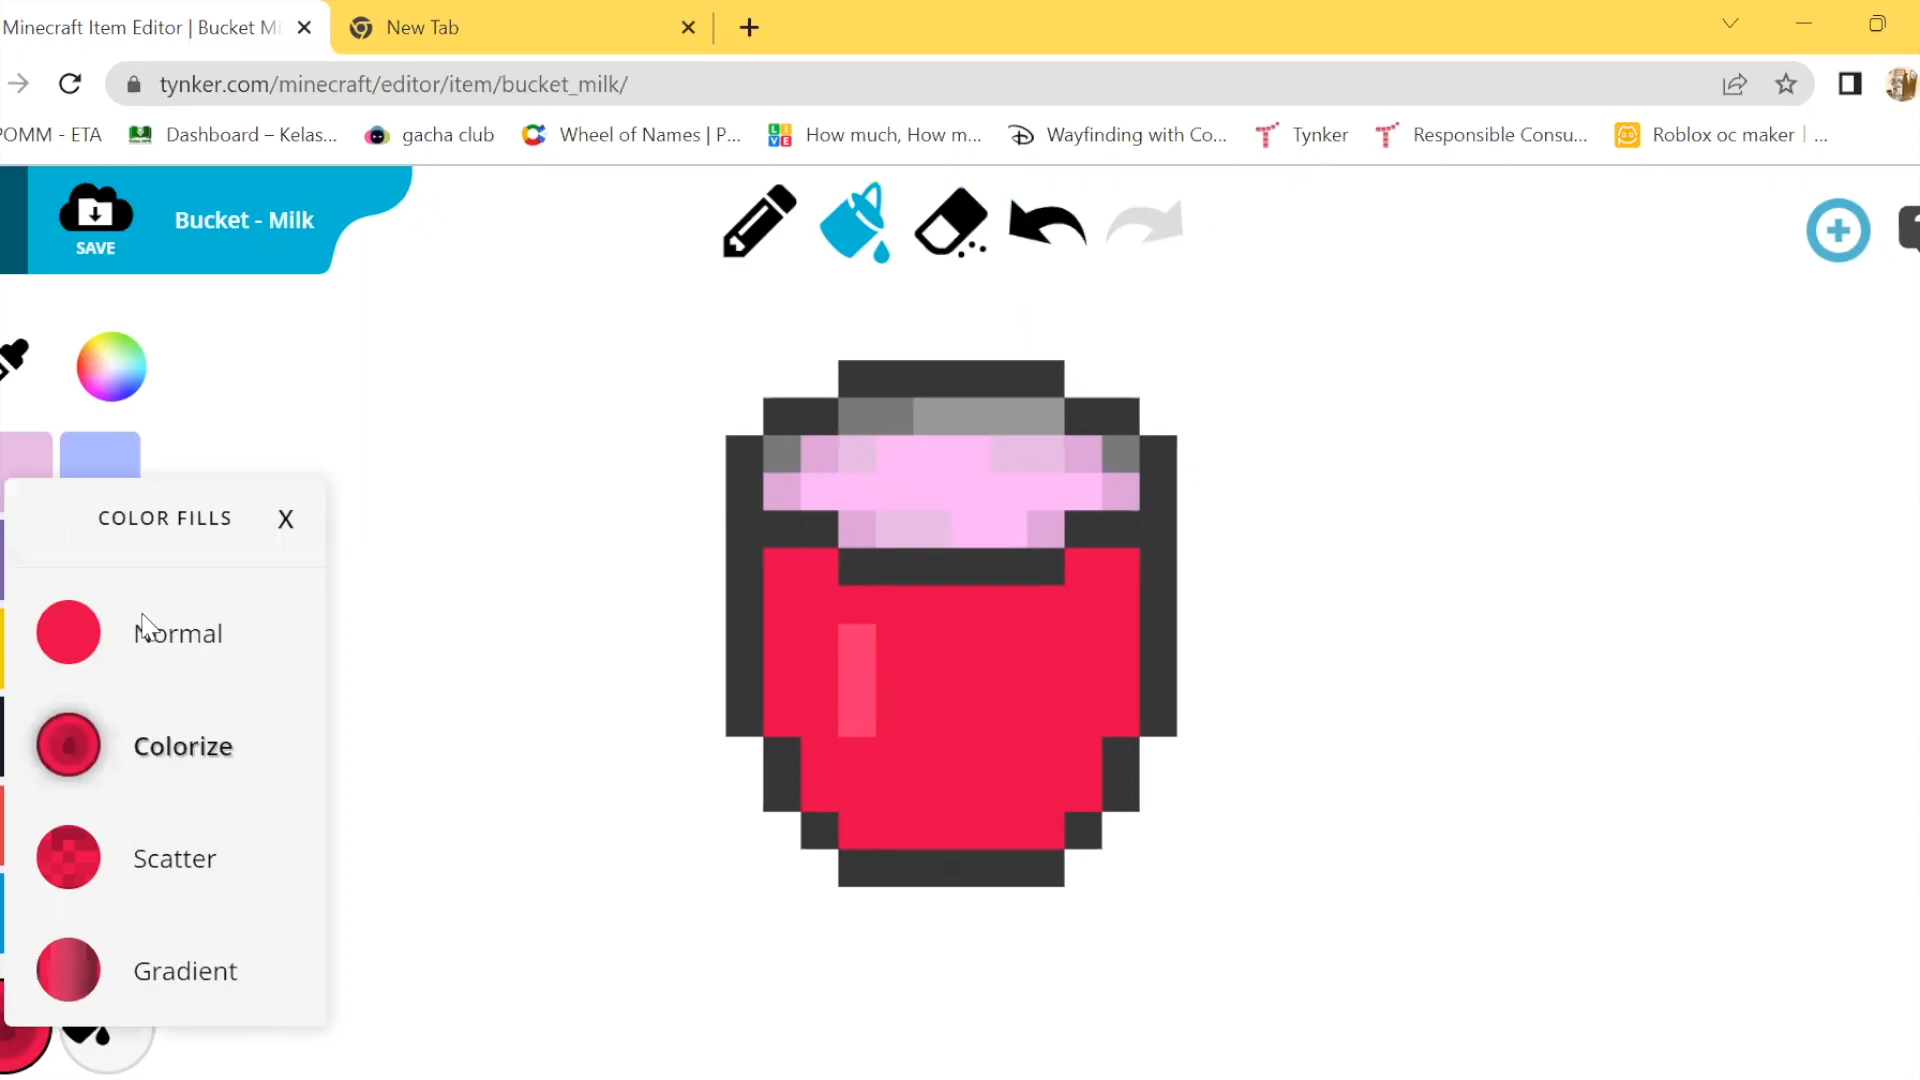 Minecraft Item Editor | Bucket Mi
New Tab
tynker.com/minecraft/editor/item/bucket_milk/
POMM - ETA
Dashboard – Kelas...
gacha club
Wheel of Names | P...
LIVE
How much, How m...
Wayfinding with Co...
Tynker
Responsible Consu...
Roblox oc maker | ...
SAVE
Bucket - Milk
COLOR FILLS X
Normal
Colorize
Scatter
Gradient